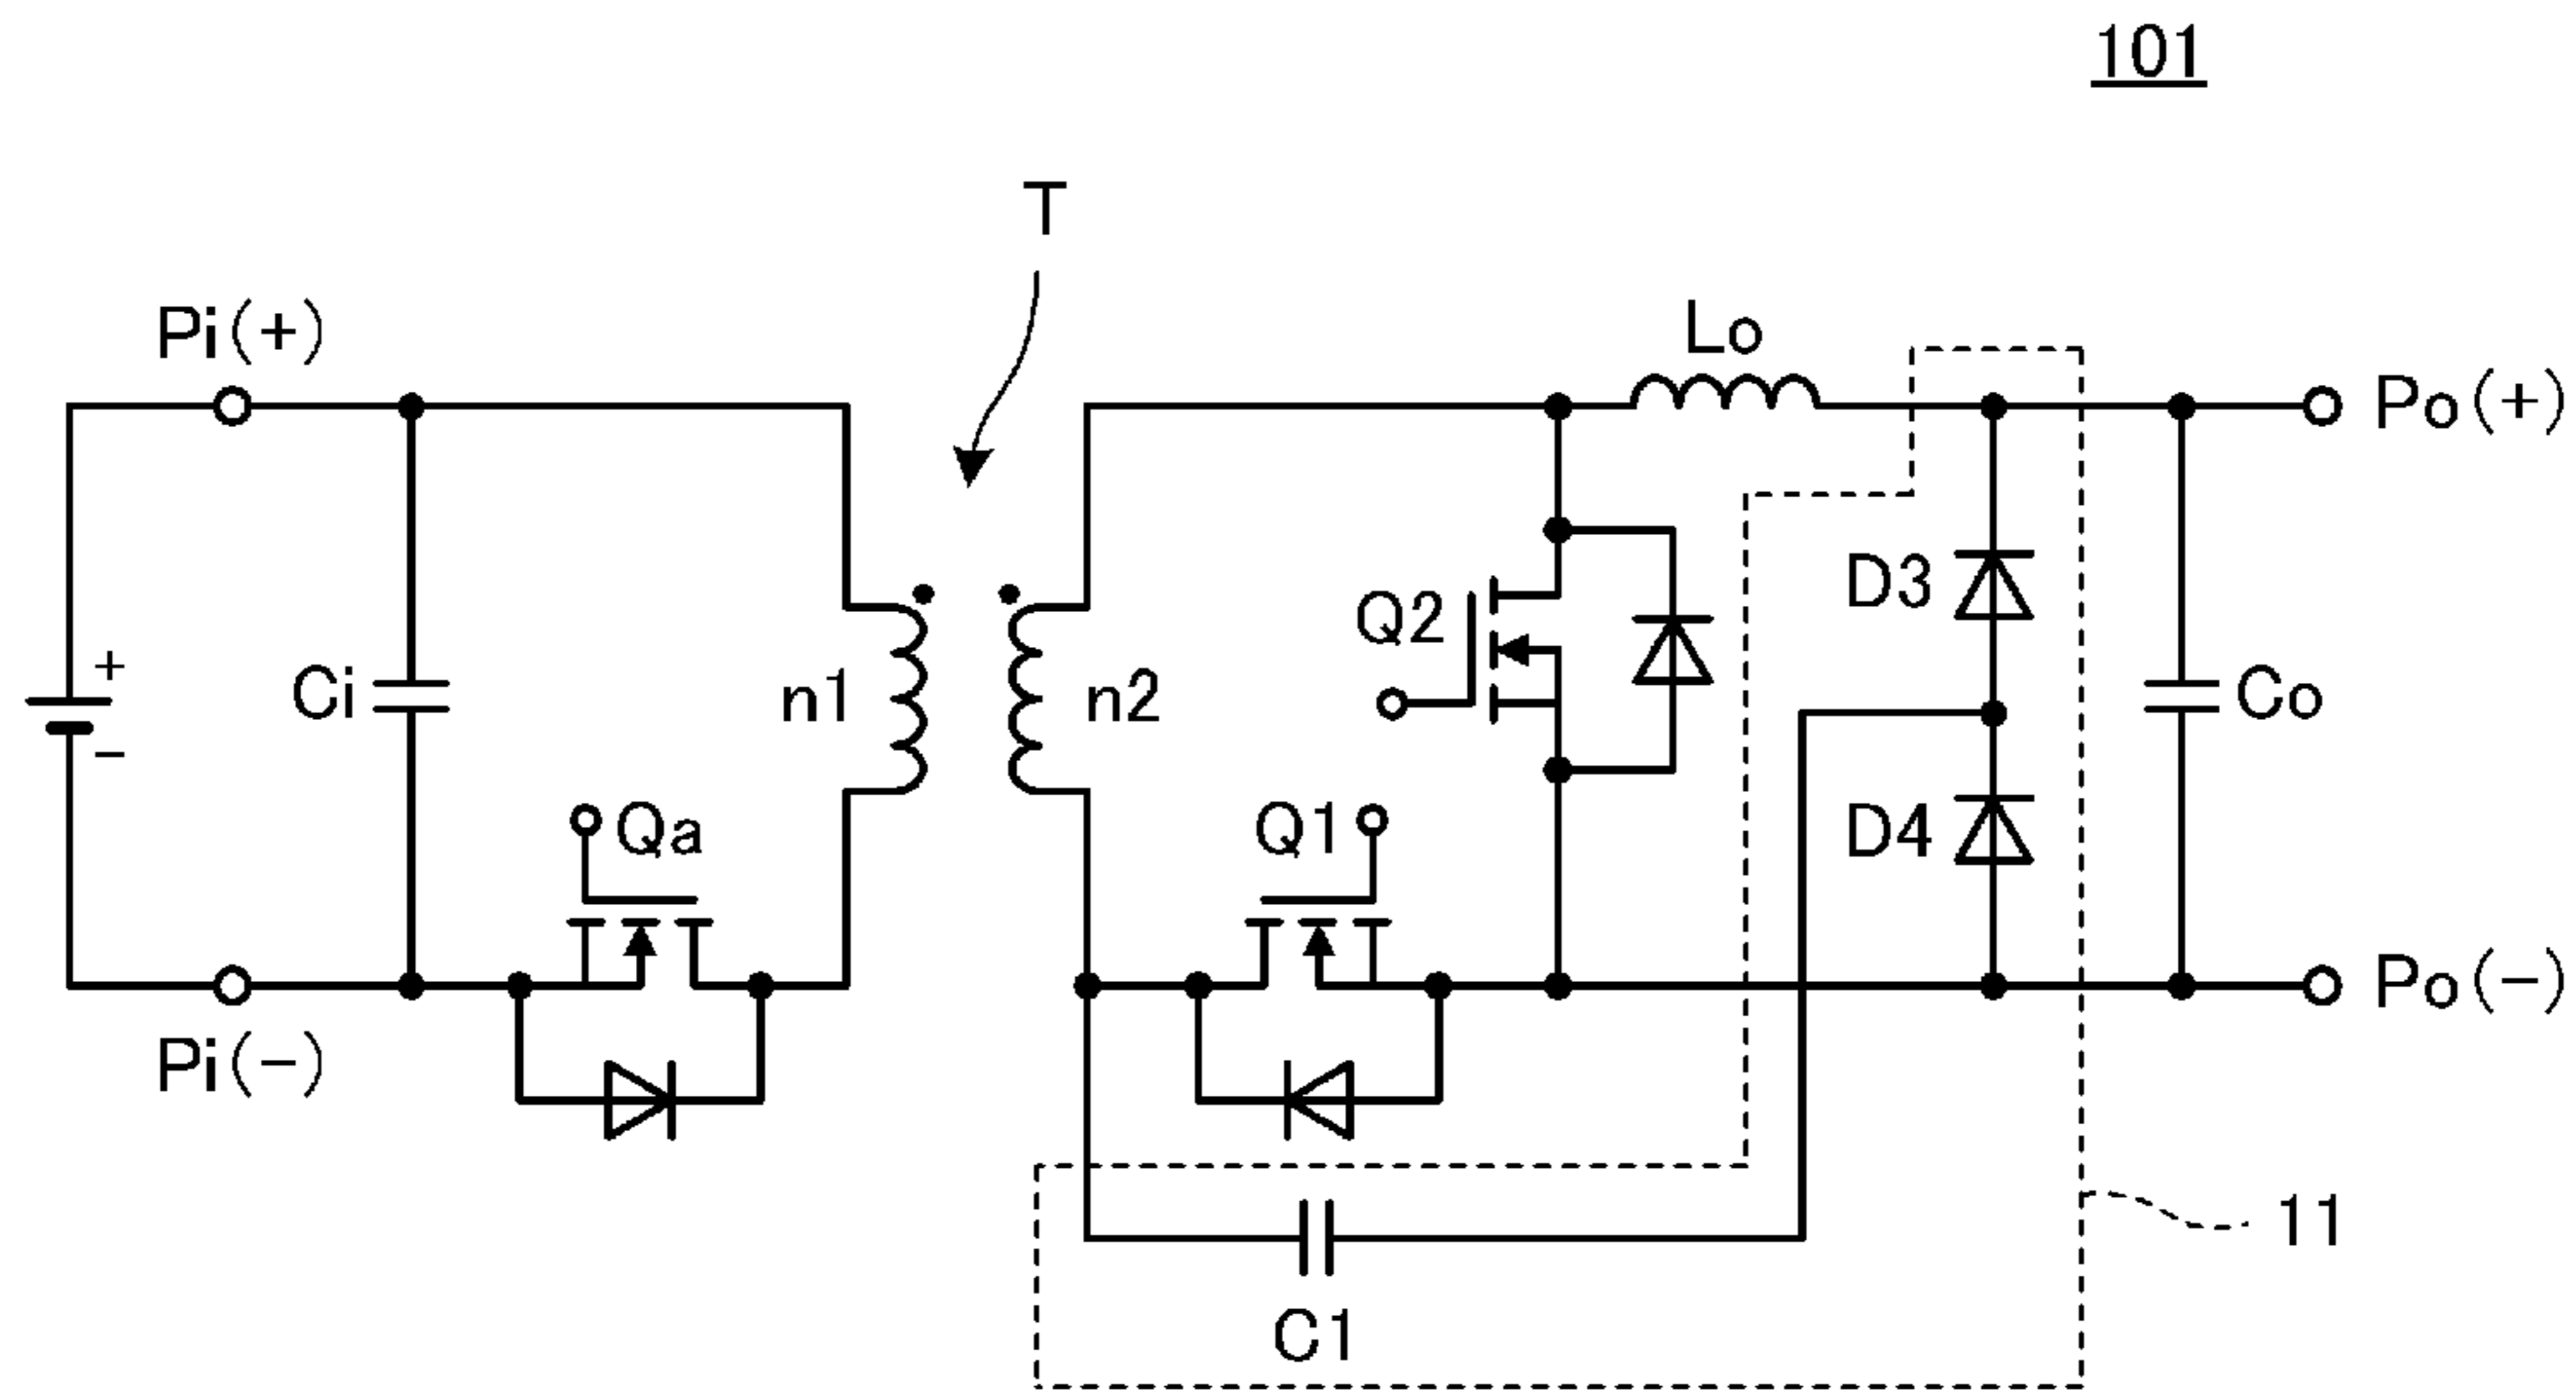 101
T
Pi(+)
Lo
Po(+)
D3
Q2
+
Ci
n1
n2
Co
−
Qa
Q1
D4
Po(−)
Pi(−)
11
C1